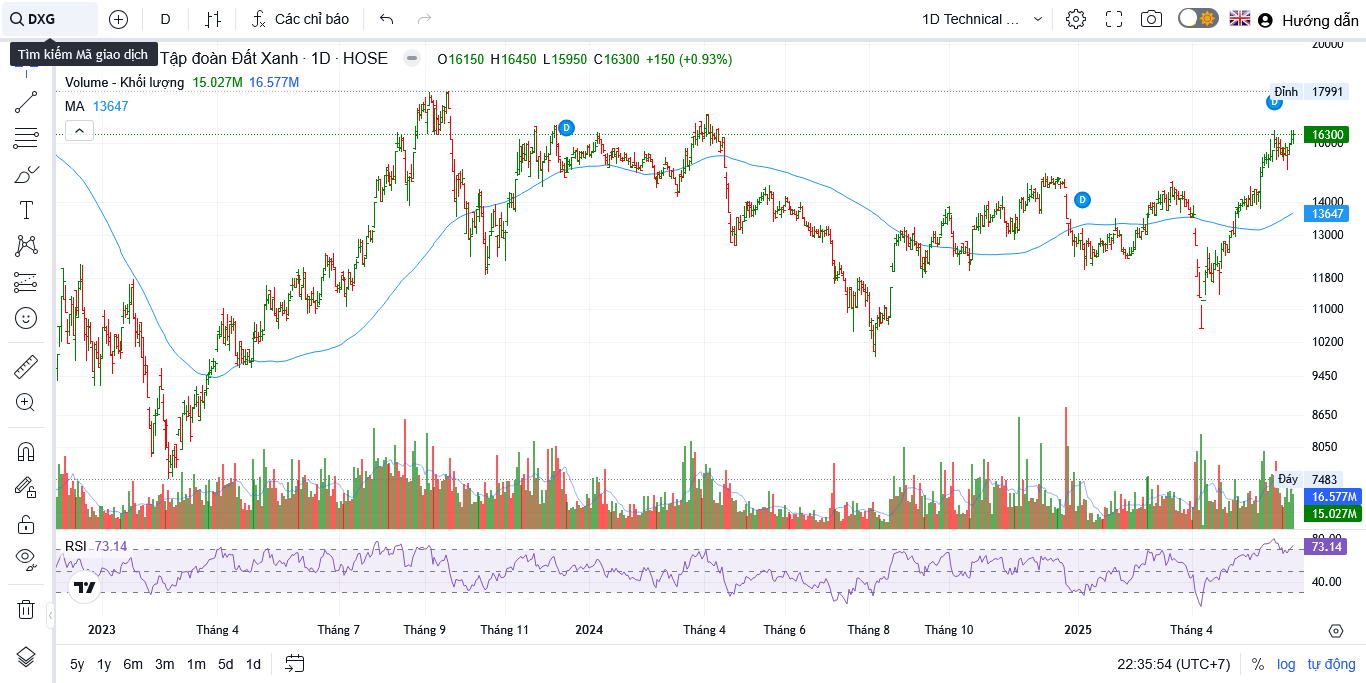 DXG
D
Các chỉ báo
1D Technical ...
Hướng dẫn
Tìm kiếm Mã giao dịch
Tập đoàn Đất Xanh · 1D · HOSE
O16150 H16450 L15950 C16300 +150 (+0.93%)
Volume - Khối lượng 15.027M 16.577M
MA 13647
20000
Đỉnh 17991
D
D
D
16300
16000
14000
13647
13000
11800
11000
10200
9450
8650
8050
Đáy 7483
16.577M
15.027M
RSI 73.14
80.00
73.14
40.00
2023 Tháng 4 Tháng 7 Tháng 9 Tháng 11 2024 Tháng 4 Tháng 6 Tháng 8 Tháng 10 2025 Tháng 4
5y 1y 6m 3m 1m 5d 1d
22:35:54 (UTC+7) % log tự động